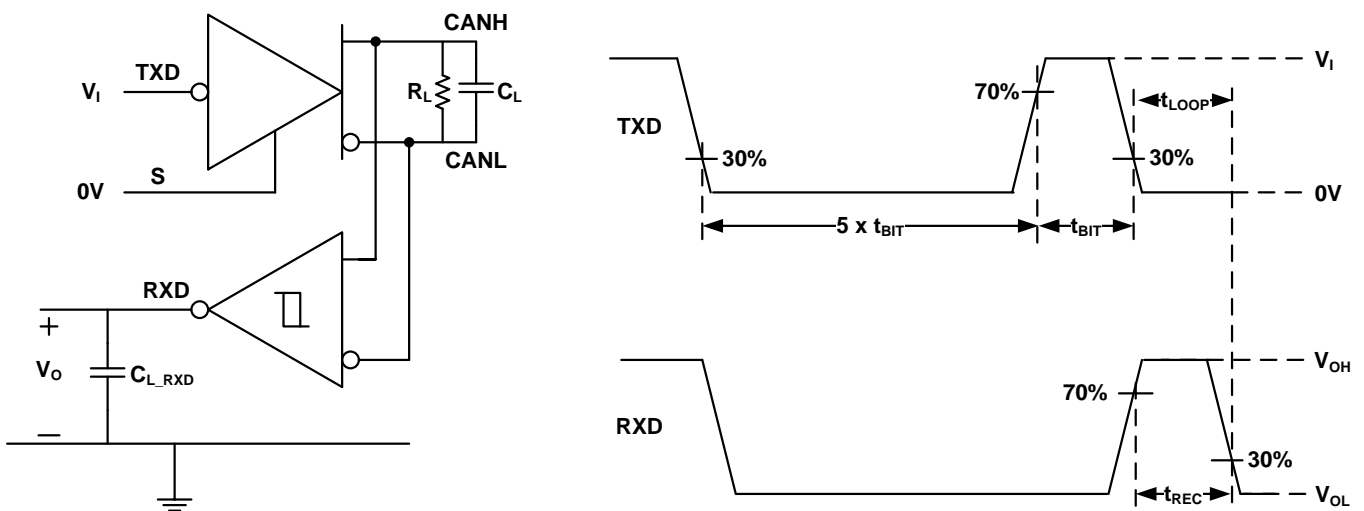 CANH
TXD
V_I
R_L
C_L
CANL
S
0V
RXD
+
V_O
C_L_RXD
—
V_I
70%
t_LOOP
TXD
30%
30%
0V
5 x t_BIT
t_BIT
V_OH
70%
RXD
30%
t_REC
V_OL